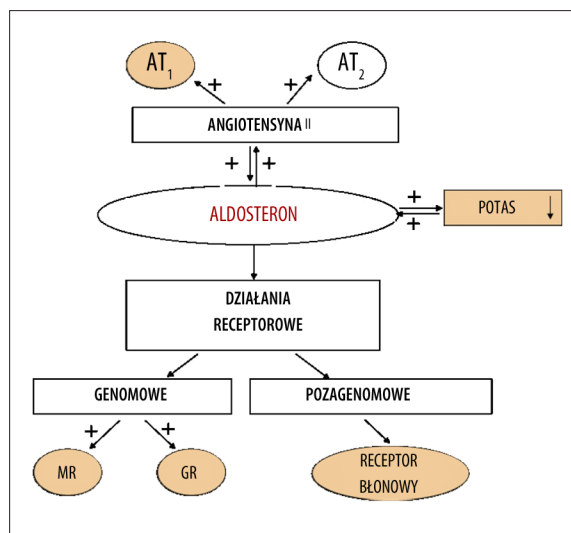 AT1
AT2
+ +
ANGIOTENSYNA II
+ +
ALDOSTERON
+
+
POTAS ↓
DZIAŁANIA
RECEPTOROWE
GENOMOWE
POZAGENOMOWE
+ +
MR
GR
RECEPTOR
BŁONOWY